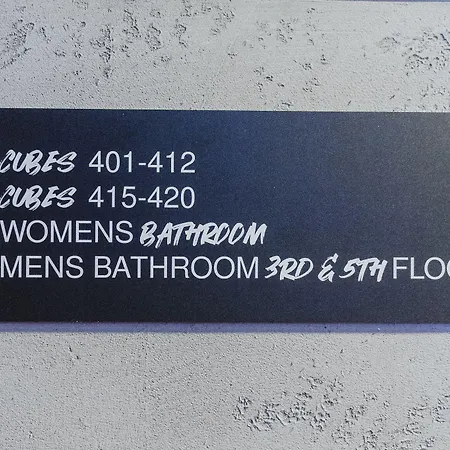 CUBES 401-412
CUBES 415-420
WOMENS BATHROOM
MENS BATHROOM 3RD & 5TH FLOO